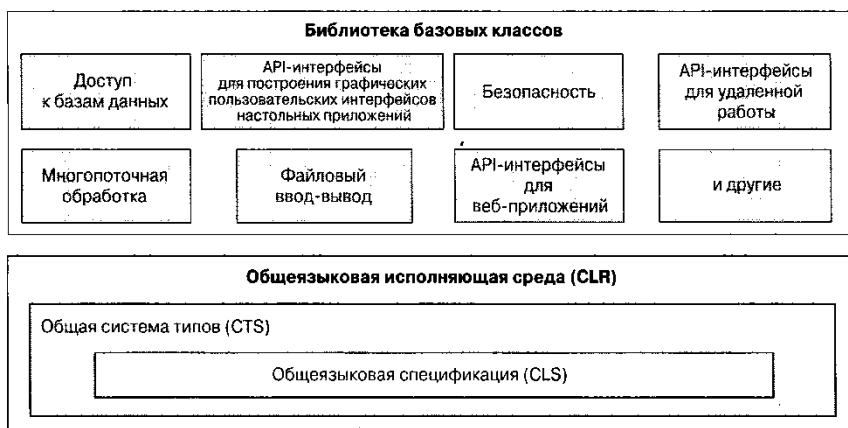 Библиотека базовых классов
Доступ
к базам данных
API-интерфейсы
для построения графических
пользовательских интерфейсов
настольных приложений
Безопасность
API-интерфейсы
для удаленной
работы
Многопоточная
обработка
Файловый
ввод-вывод
API-интерфейсы
для
веб-приложений
и другие
Общеязыковая исполняющая среда (CLR)
Общая система типов (CTS)
Общеязыковая спецификация (CLS)